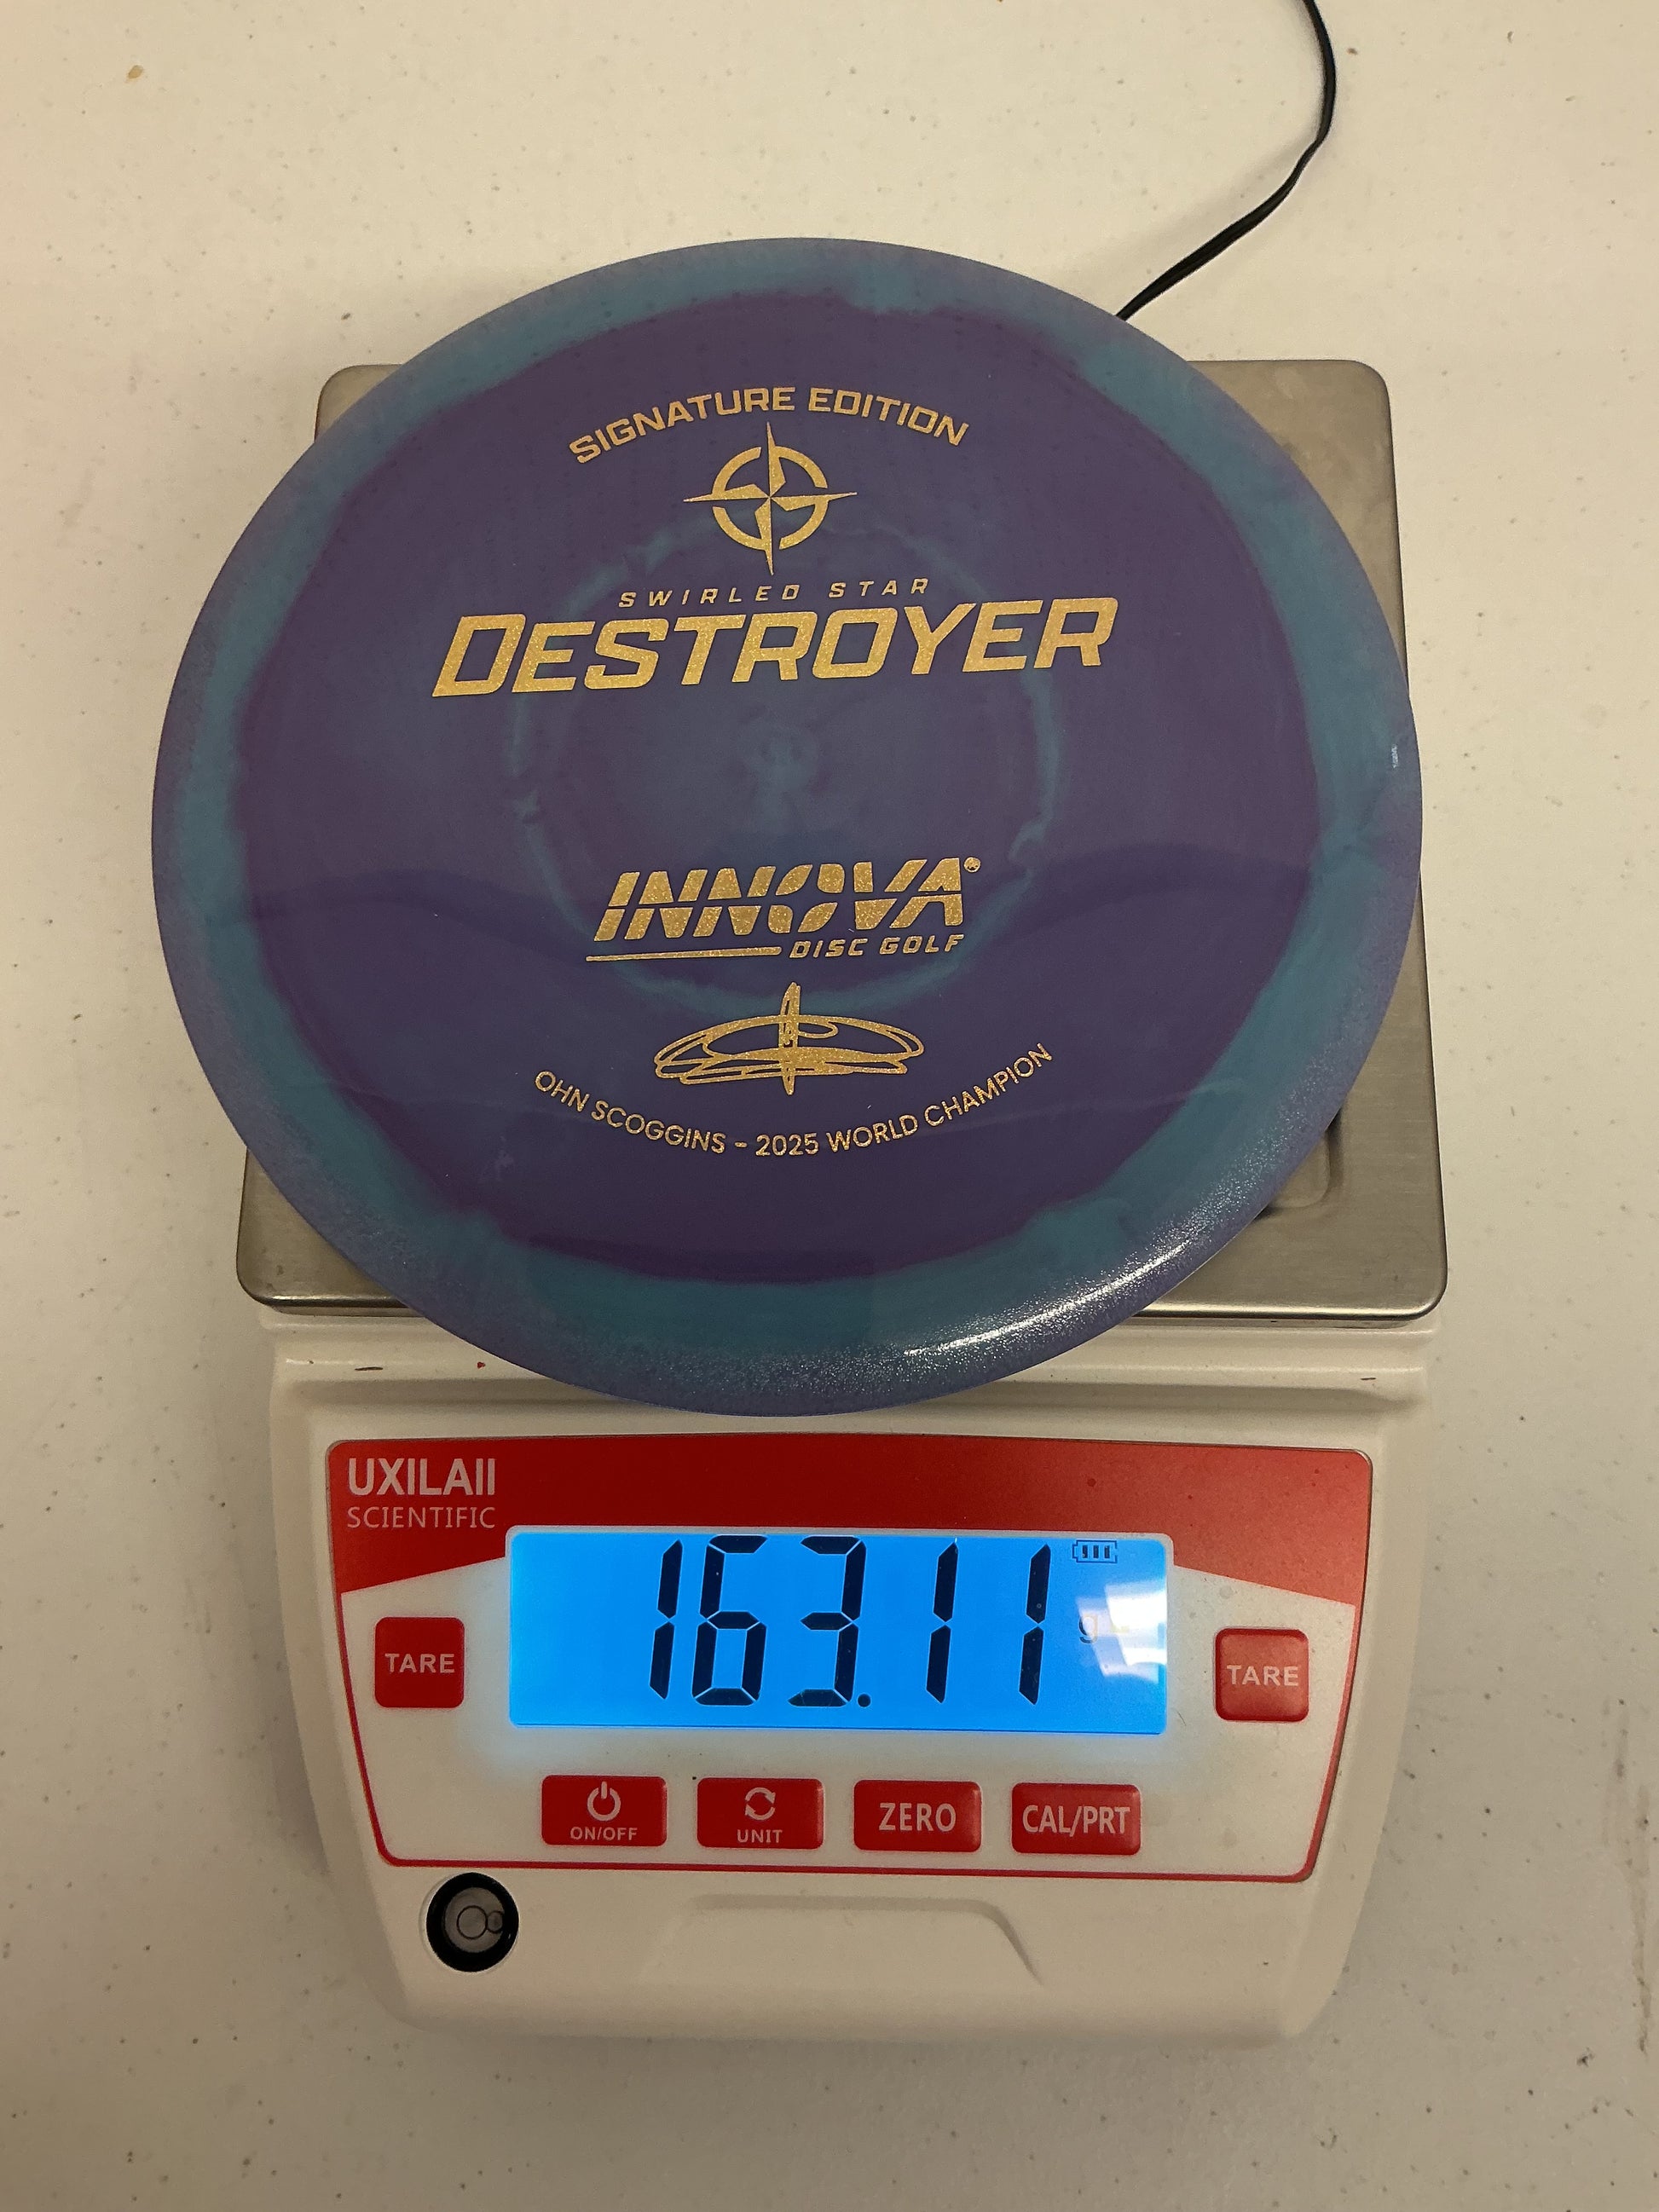 SIGNATURE EDITION
SWIRLED STAR
DESTROYER
INNOVA®
DISC GOLF
OHN SCOGGINS - 2025 WORLD CHAMPION
UXILAII
SCIENTIFIC
163.11
g
TARE
TARE
ON/OFF
UNIT
ZERO
CAL/PRT